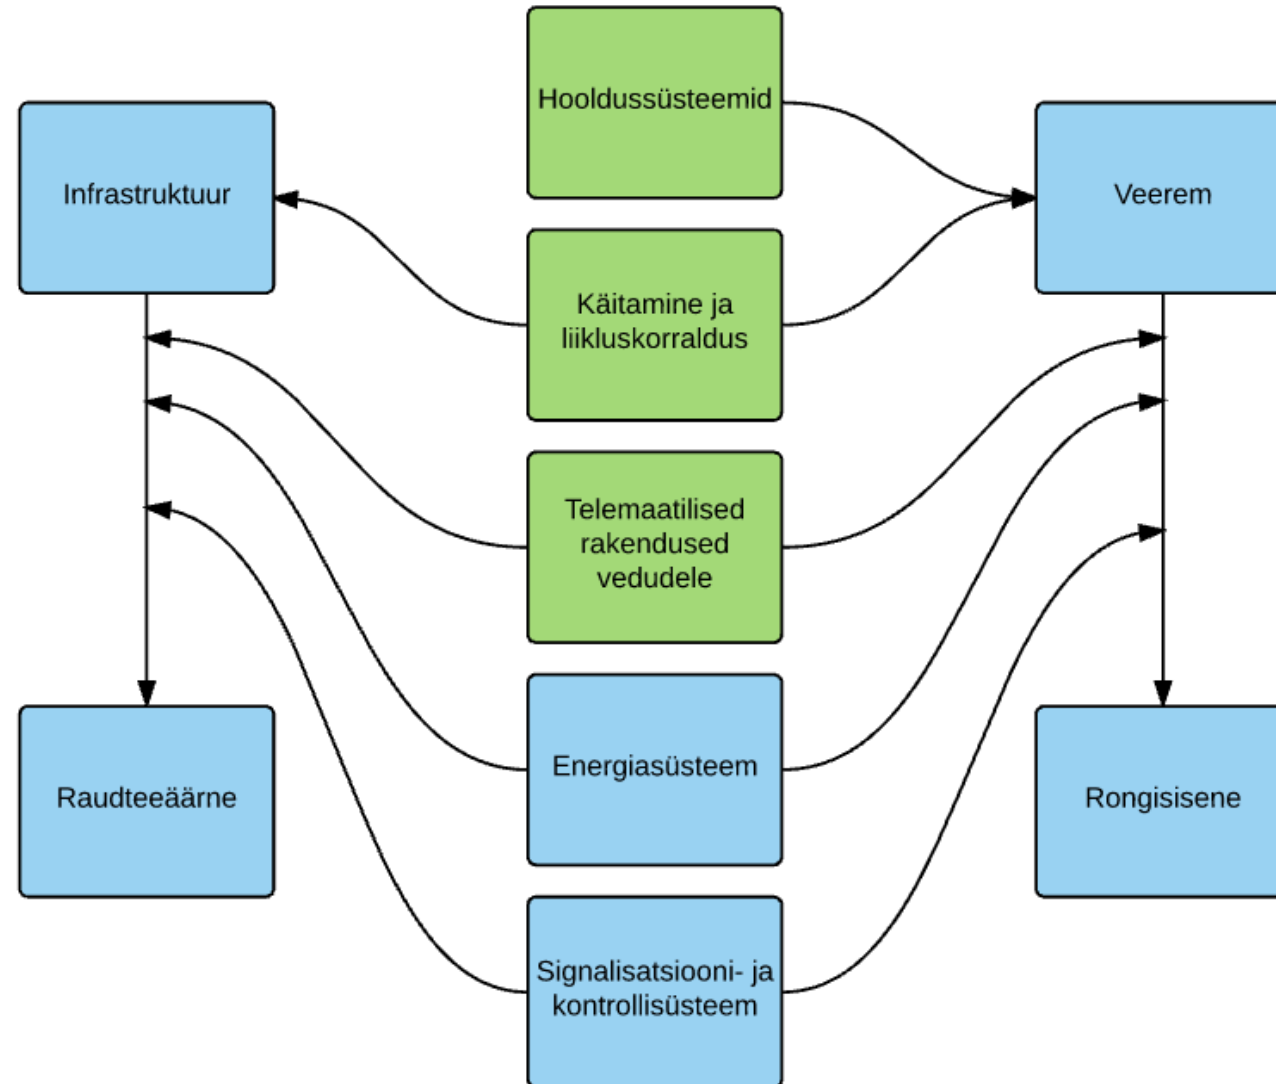 Hooldussüsteemid
Infrastruktuur
Veerem
Käitamine ja
liikluskorraldus
Telemaatilised
rakendused
vedudele
Energiasüsteem
Raudteeäärne
Rongisisene
Signalisatsiooni- ja
kontrollisüsteem